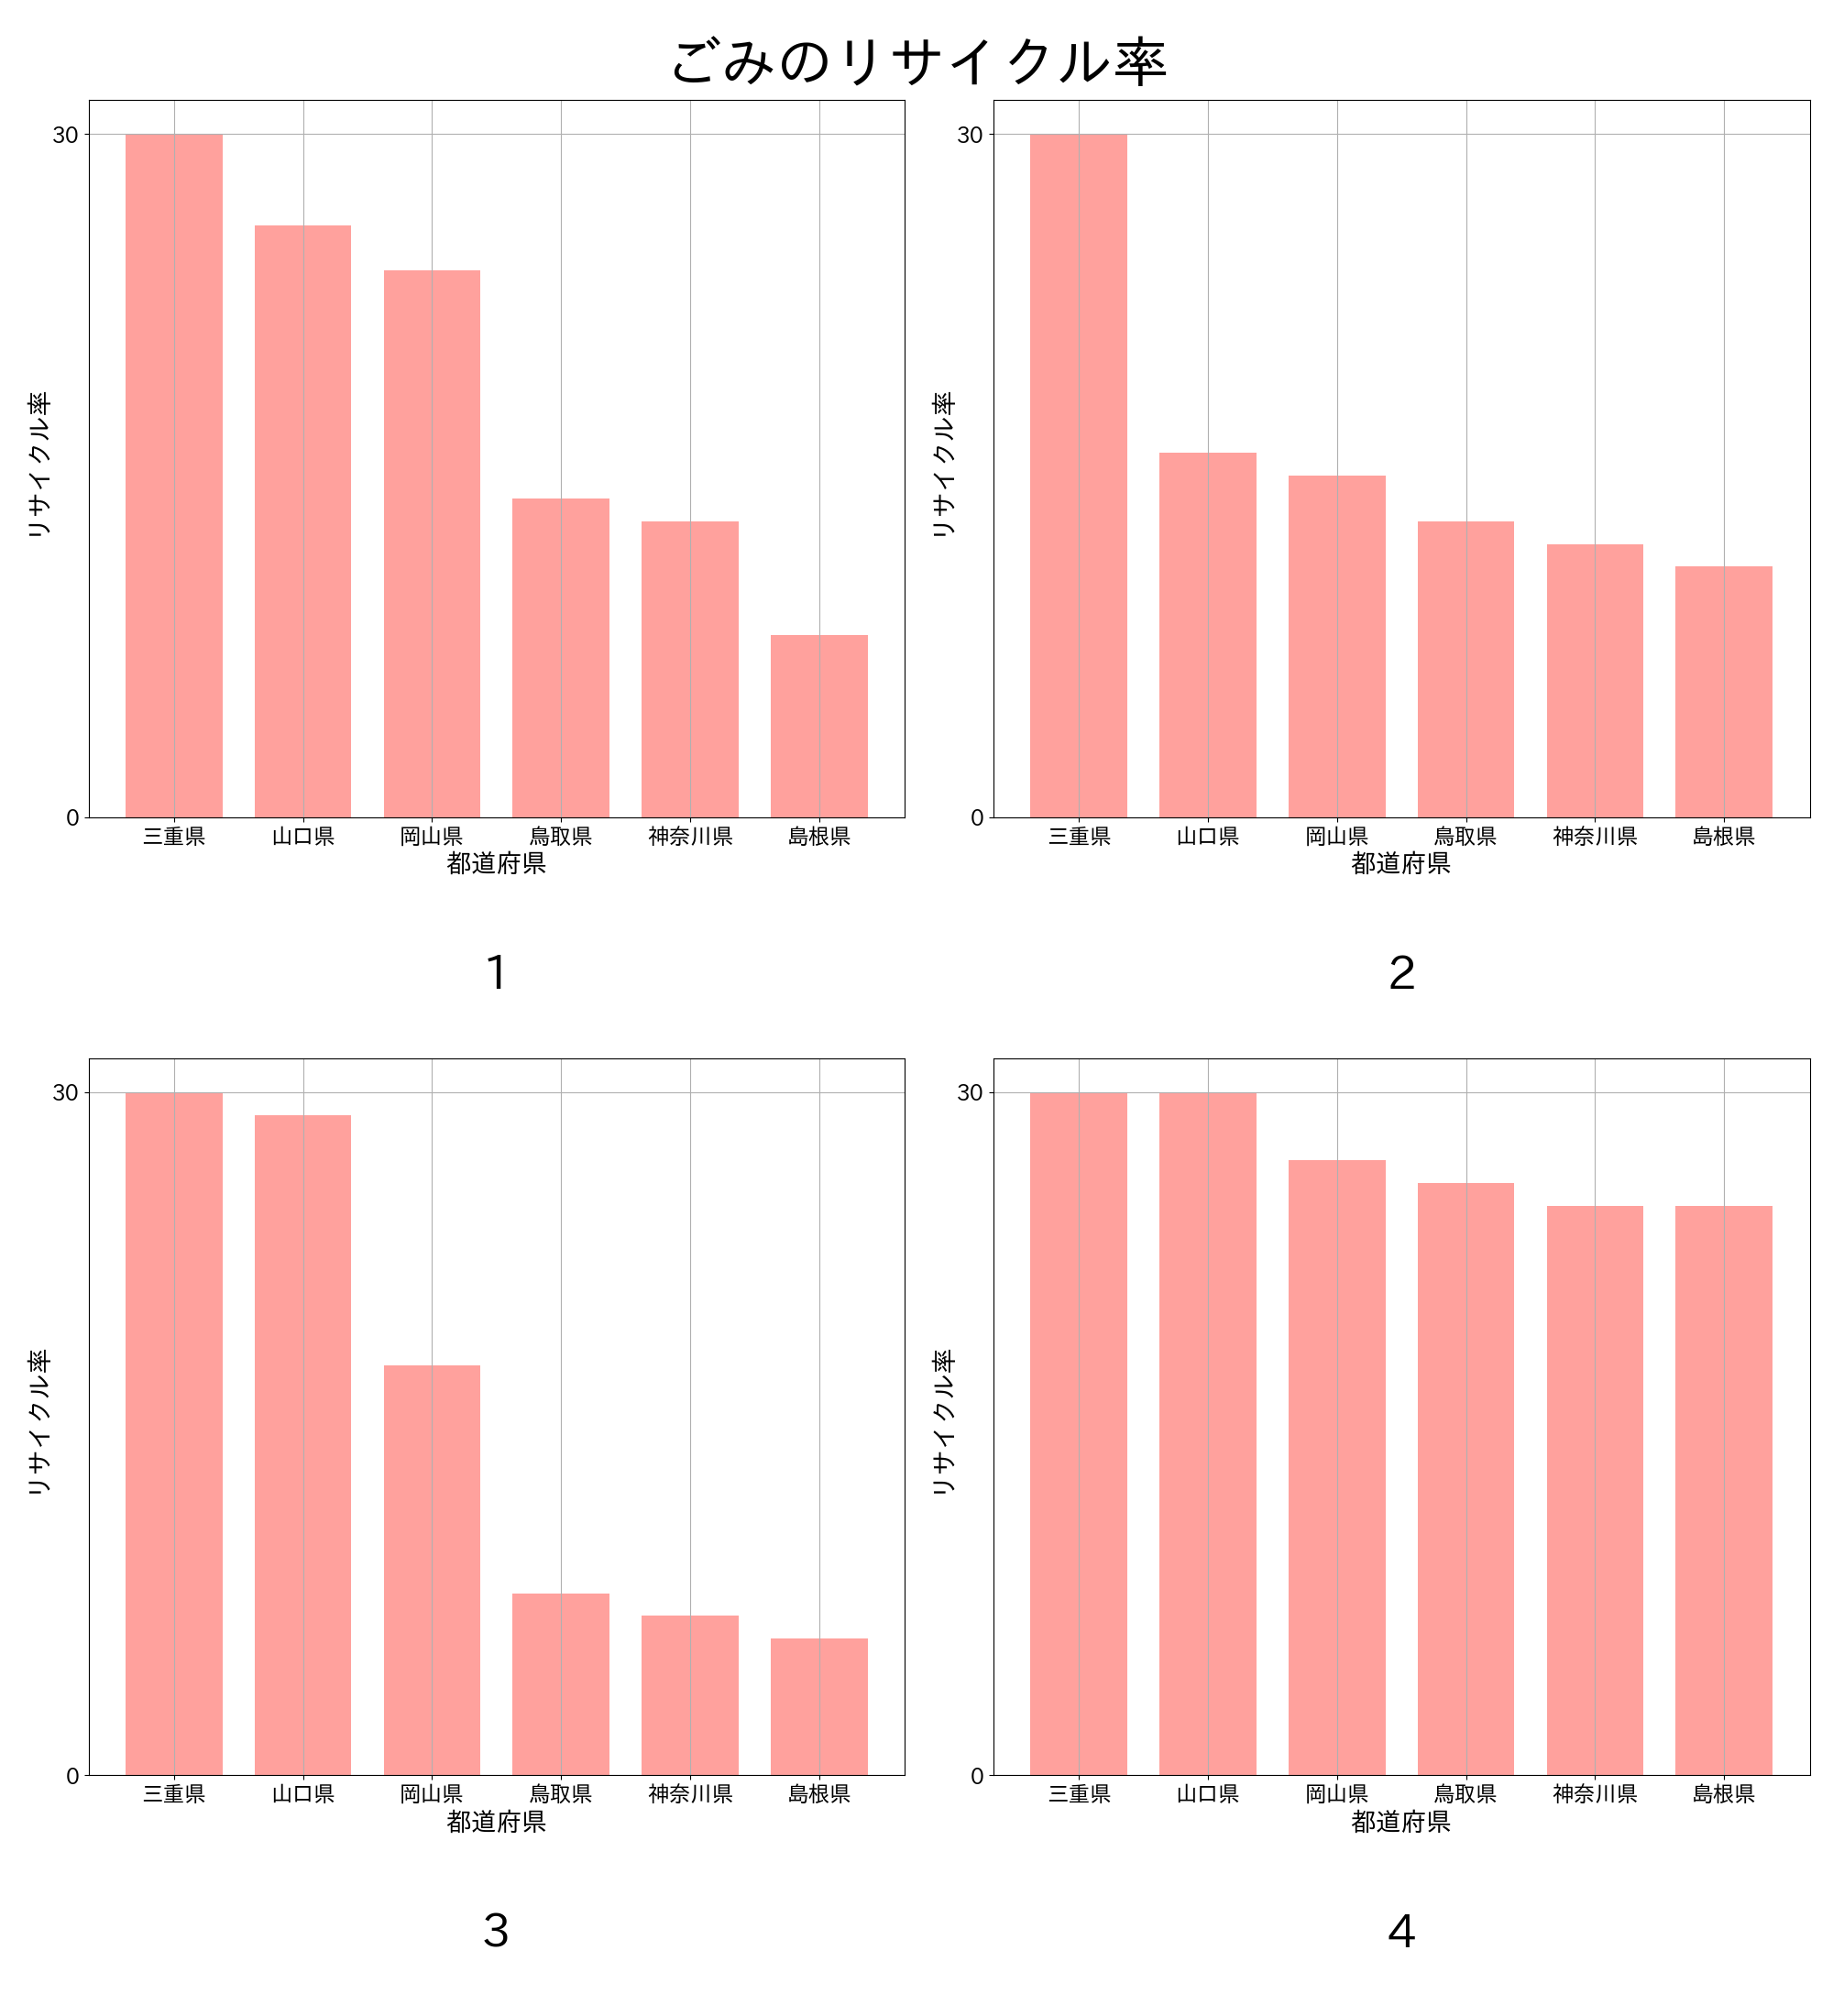 ごみのリサイクル率
30
0
リサイクル率
三重県 山口県 岡山県 鳥取県 神奈川県 島根県
都道府県
1
30
0
リサイクル率
三重県 山口県 岡山県 鳥取県 神奈川県 島根県
都道府県
2
30
0
リサイクル率
三重県 山口県 岡山県 鳥取県 神奈川県 島根県
都道府県
3
30
0
リサイクル率
三重県 山口県 岡山県 鳥取県 神奈川県 島根県
都道府県
4